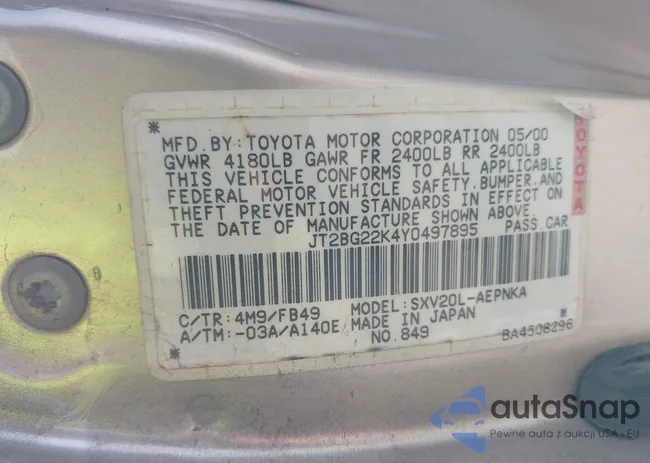 MFD. BY: TOYOTA MOTOR CORPORATION 05/00
GVWR 4180LB GAWR FR 2400LB RR 2400LB
THIS VEHICLE CONFORMS TO ALL APPLICABLE
FEDERAL MOTOR VEHICLE SAFETY, BUMPER, AND
THEFT PREVENTION STANDARDS IN EFFECT ON
THE DATE OF MANUFACTURE SHOWN ABOVE.
JT2BG22K4Y0497895 PASS. CAR
TOYOTA
C/TR: 4M9/FB49 MODEL: SXV20L-AEPNKA
A/TM: -03A/A140E MADE IN JAPAN
NO. 849 BA4508296
autaSnap
Pewne auta z aukcji USA i EU